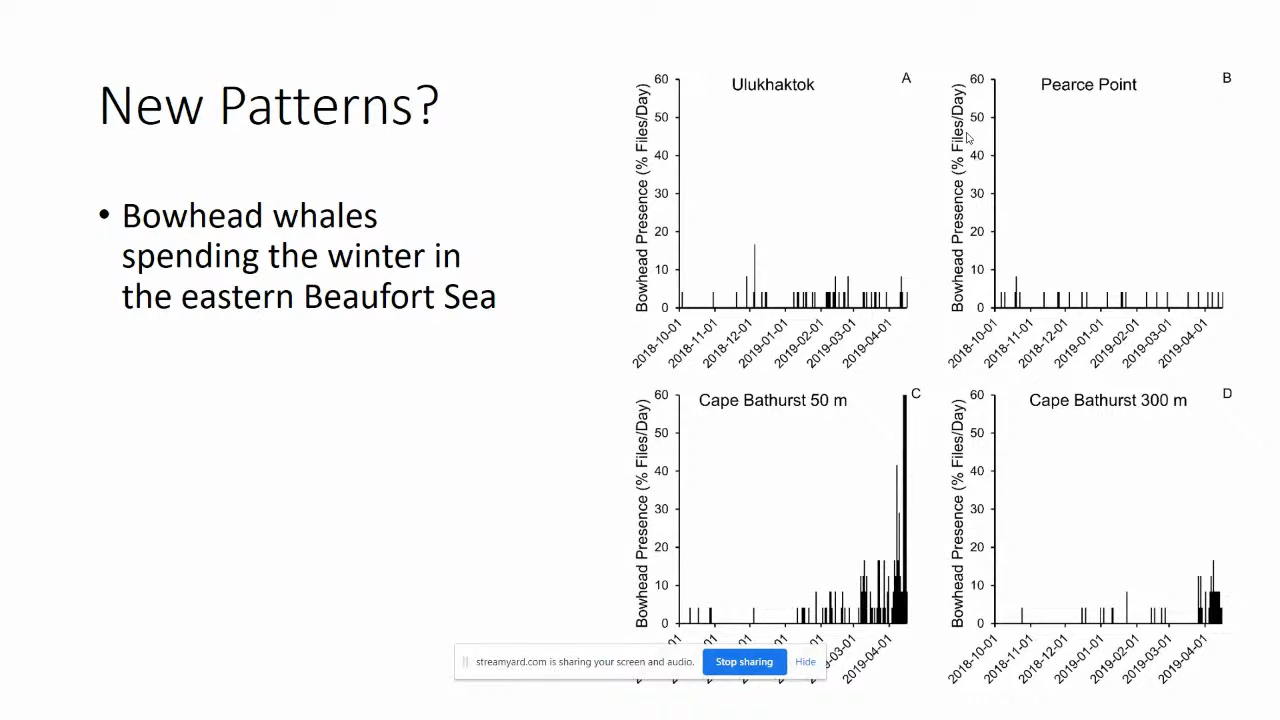 New Patterns?
• Bowhead whales
spending the winter in
the eastern Beaufort Sea
Ulukhaktok
A
Bowhead Presence (% Files/Day)
60
50
40
30
20
10
0
2018-10-01
2018-11-01
2018-12-01
2019-01-01
2019-02-01
2019-03-01
2019-04-01
Pearce Point
B
Bowhead Presence (% Files/Day)
60
50
40
30
20
10
0
2018-10-01
2018-11-01
2018-12-01
2019-01-01
2019-02-01
2019-03-01
2019-04-01
Cape Bathurst 50 m
C
Bowhead Presence (% Files/Day)
60
50
40
30
20
10
0
2019-04-01
Cape Bathurst 300 m
D
Bowhead Presence (% Files/Day)
60
50
40
30
20
10
0
2018-10-01
2018-11-01
2018-12-01
2019-01-01
2019-02-01
2019-03-01
2019-04-01
streamyard.com is sharing your screen and audio.
Stop sharing
Hide